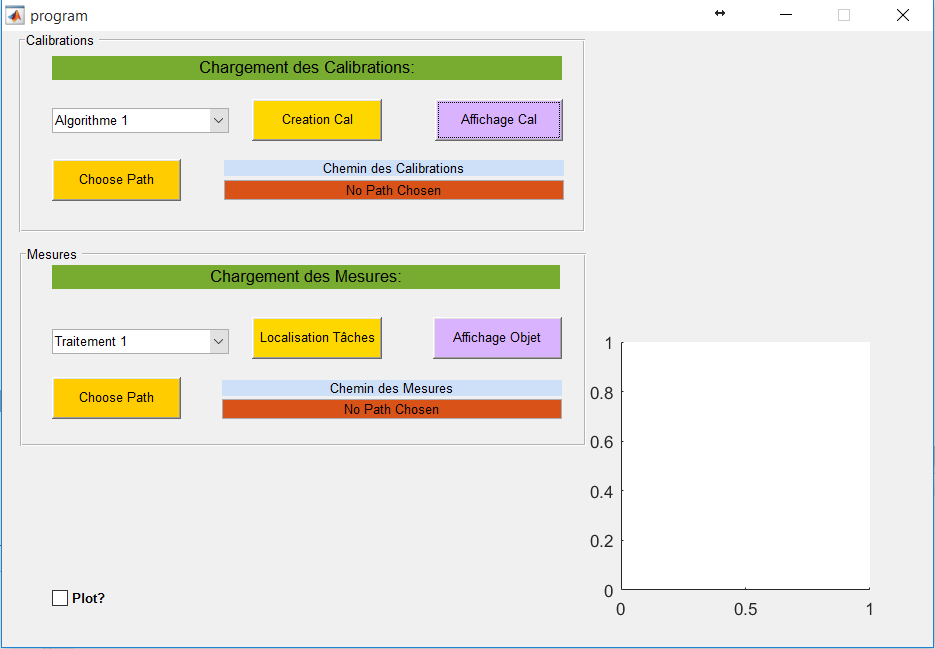 program
Calibrations
Chargement des Calibrations:
Algorithme 1
Creation Cal
Affichage Cal
Choose Path
Chemin des Calibrations
No Path Chosen
Mesures
Chargement des Mesures:
Traitement 1
Localisation Tâches
Affichage Objet
Choose Path
Chemin des Mesures
No Path Chosen
1
0.8
0.6
0.4
0.2
0
0 0.5 1
Plot?